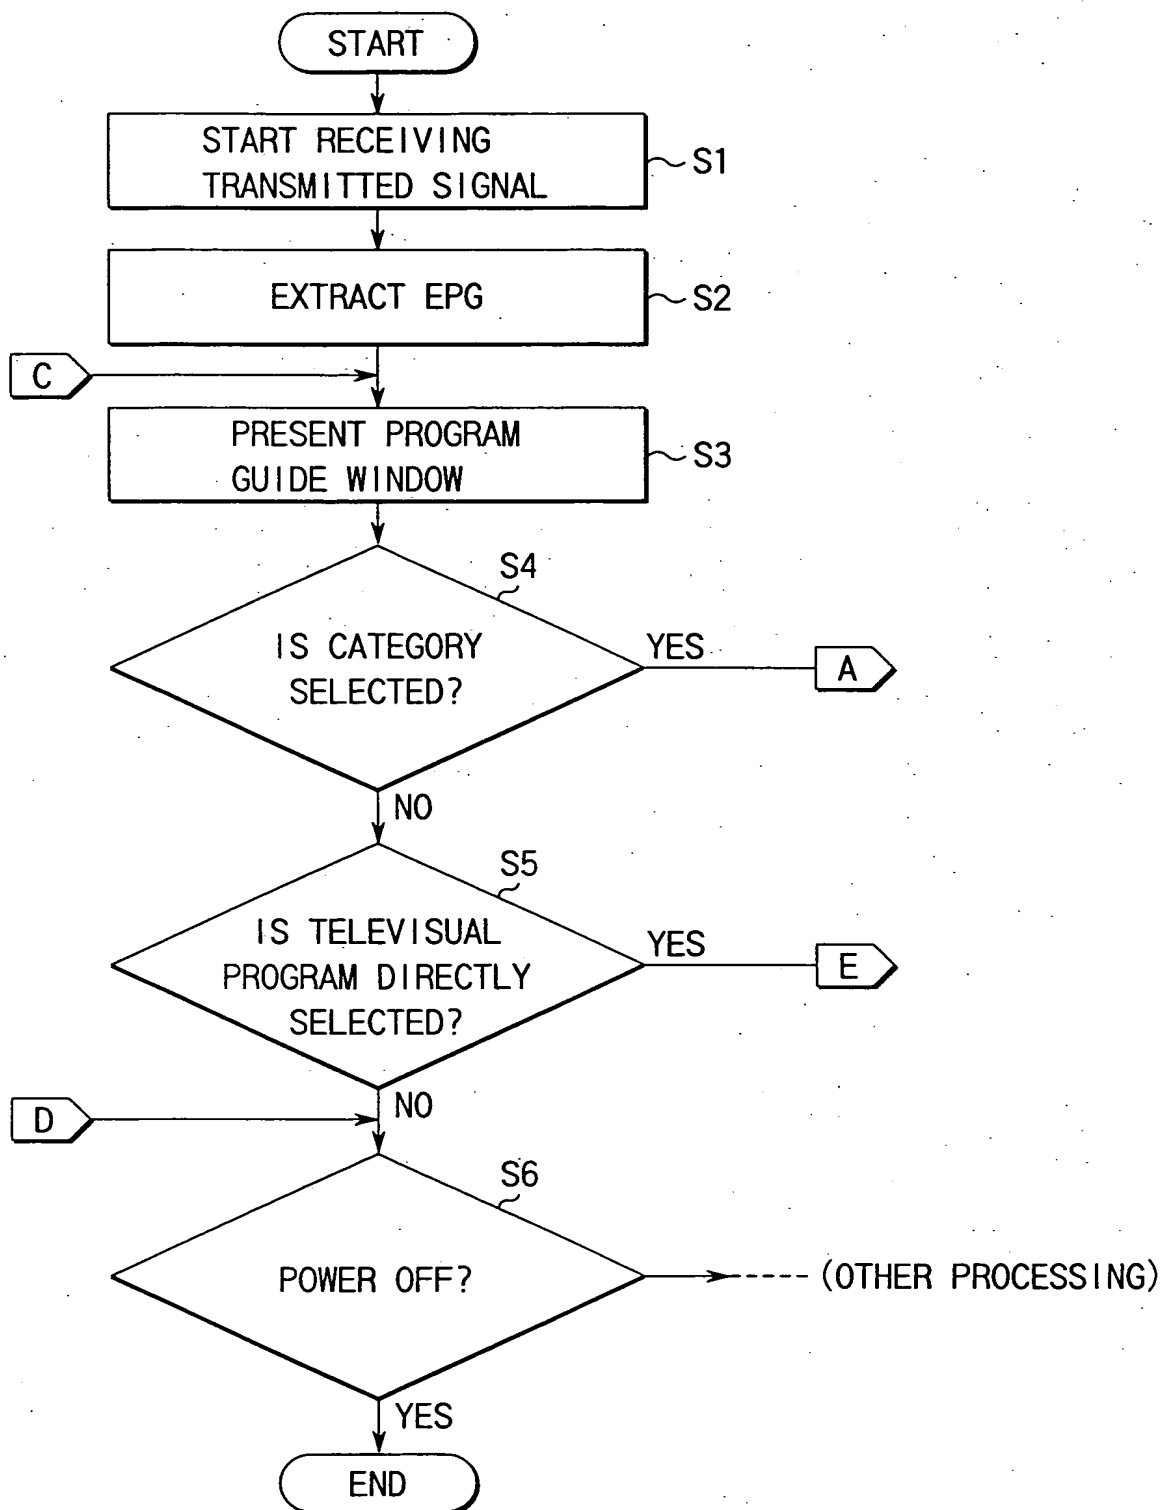 START
START RECEIVING
TRANSMITTED SIGNAL
S1
EXTRACT EPG
S2
C
PRESENT PROGRAM
GUIDE WINDOW
S3
S4
IS CATEGORY
SELECTED?
YES
A
NO
S5
IS TELEVISUAL
PROGRAM DIRECTLY
SELECTED?
YES
E
D
NO
S6
POWER OFF?
(OTHER PROCESSING)
YES
END